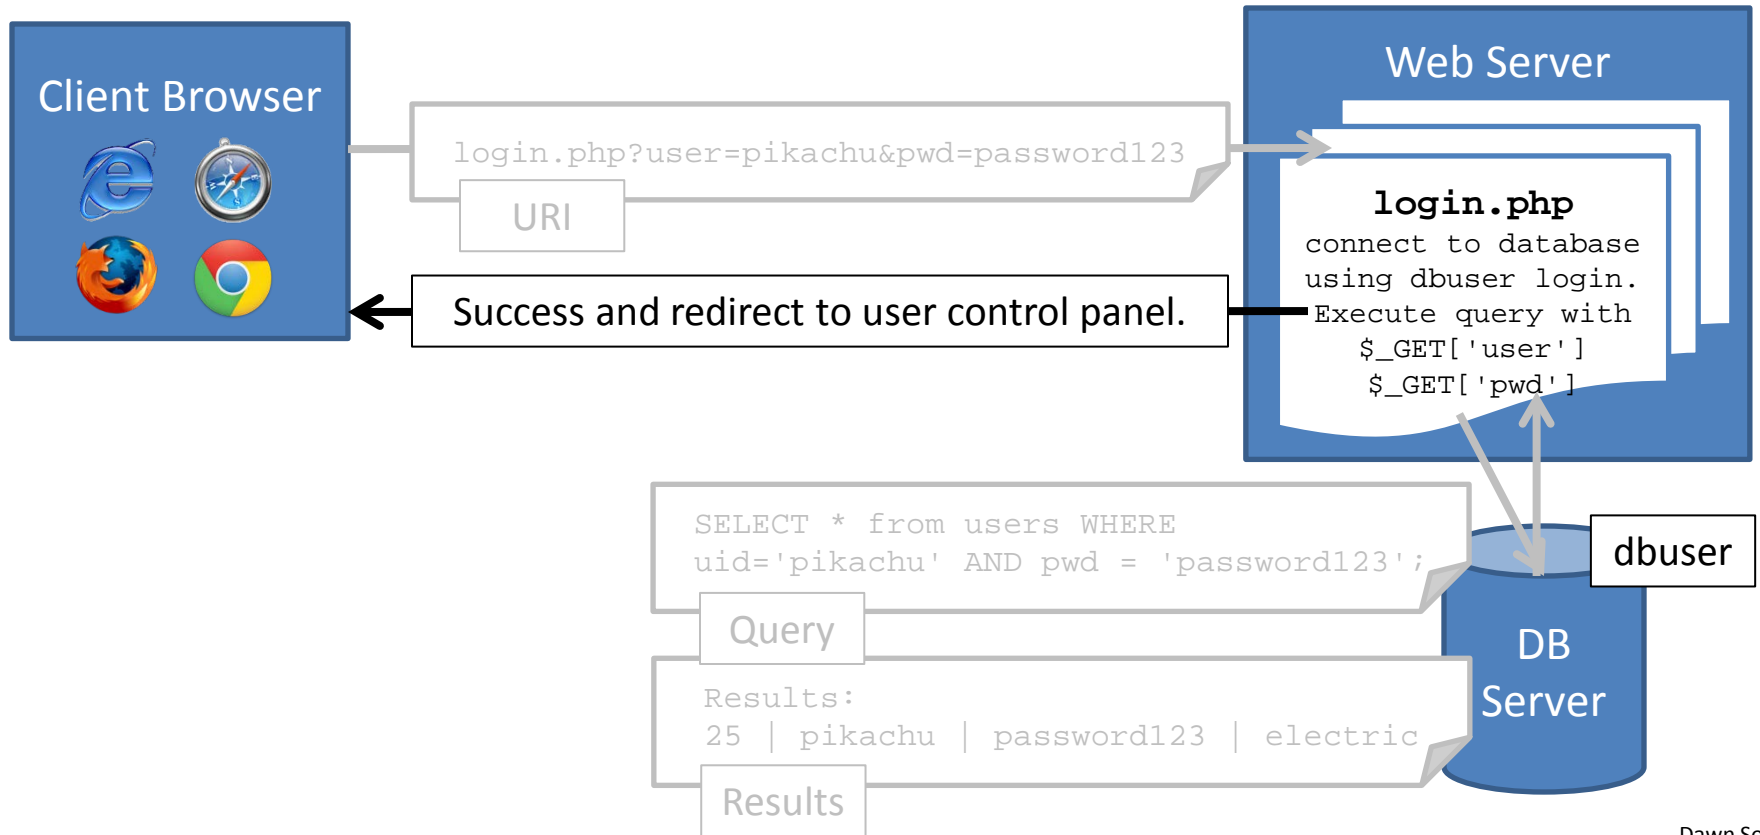 Client Browser
login.php?user=pikachu&pwd=password123
URI
Success and redirect to user control panel.
Web Server
login.php
connect to database
using dbuser login.
Execute query with
$_GET['user']
$_GET['pwd']
SELECT * from users WHERE
uid='pikachu' AND pwd = 'password123';
Query
Results:
25 | pikachu | password123 | electric
Results
dbuser
DB
Server
Dawn